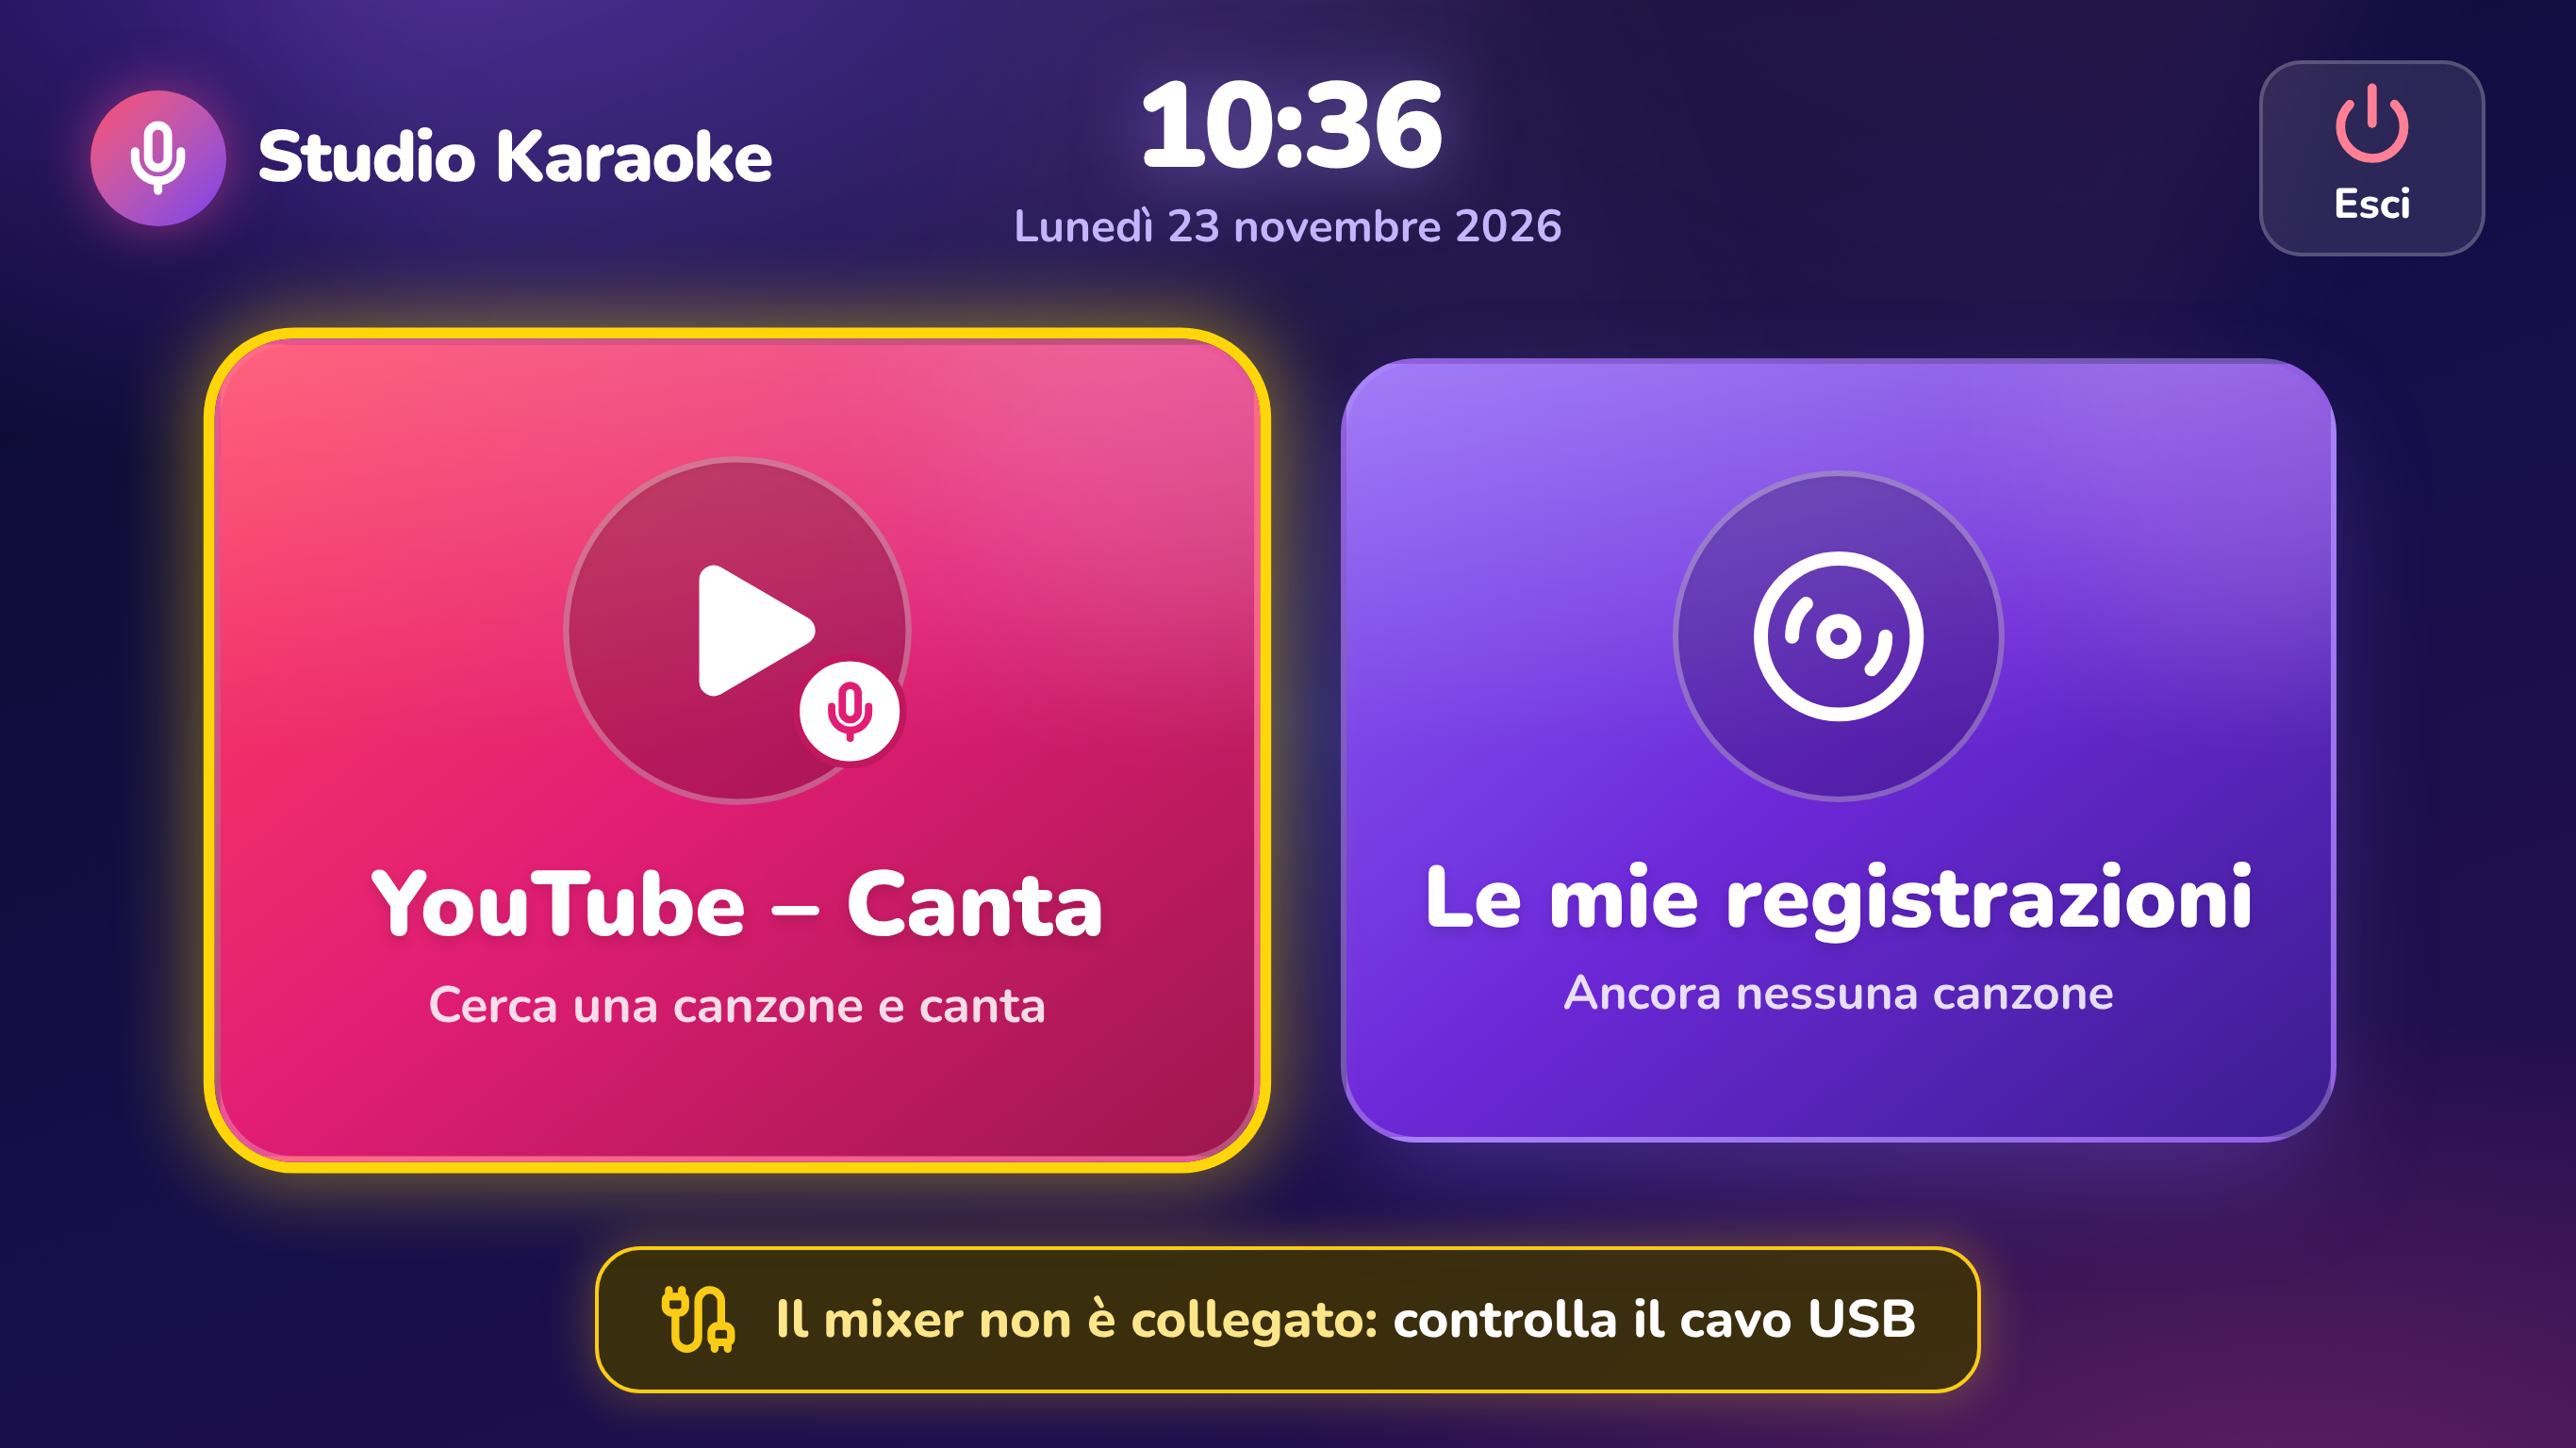 Studio Karaoke
10:36
Lunedì 23 novembre 2026
Esci
YouTube – Canta
Cerca una canzone e canta
Le mie registrazioni
Ancora nessuna canzone
Il mixer non è collegato: controlla il cavo USB